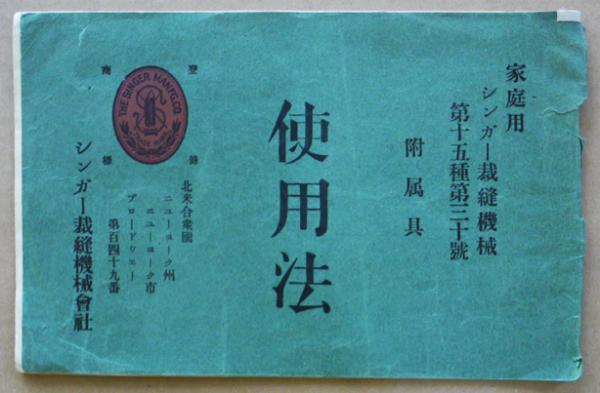 家庭用
シンガー裁縫機械
第十五種第三十號
附属具
使用法
登錄
商標
THE SINGER MANFG. CO.
北米合衆國
ニューヨーク州
ニューヨーク市
ブロードウエー
第百四十九番
シンガー裁縫機械會社